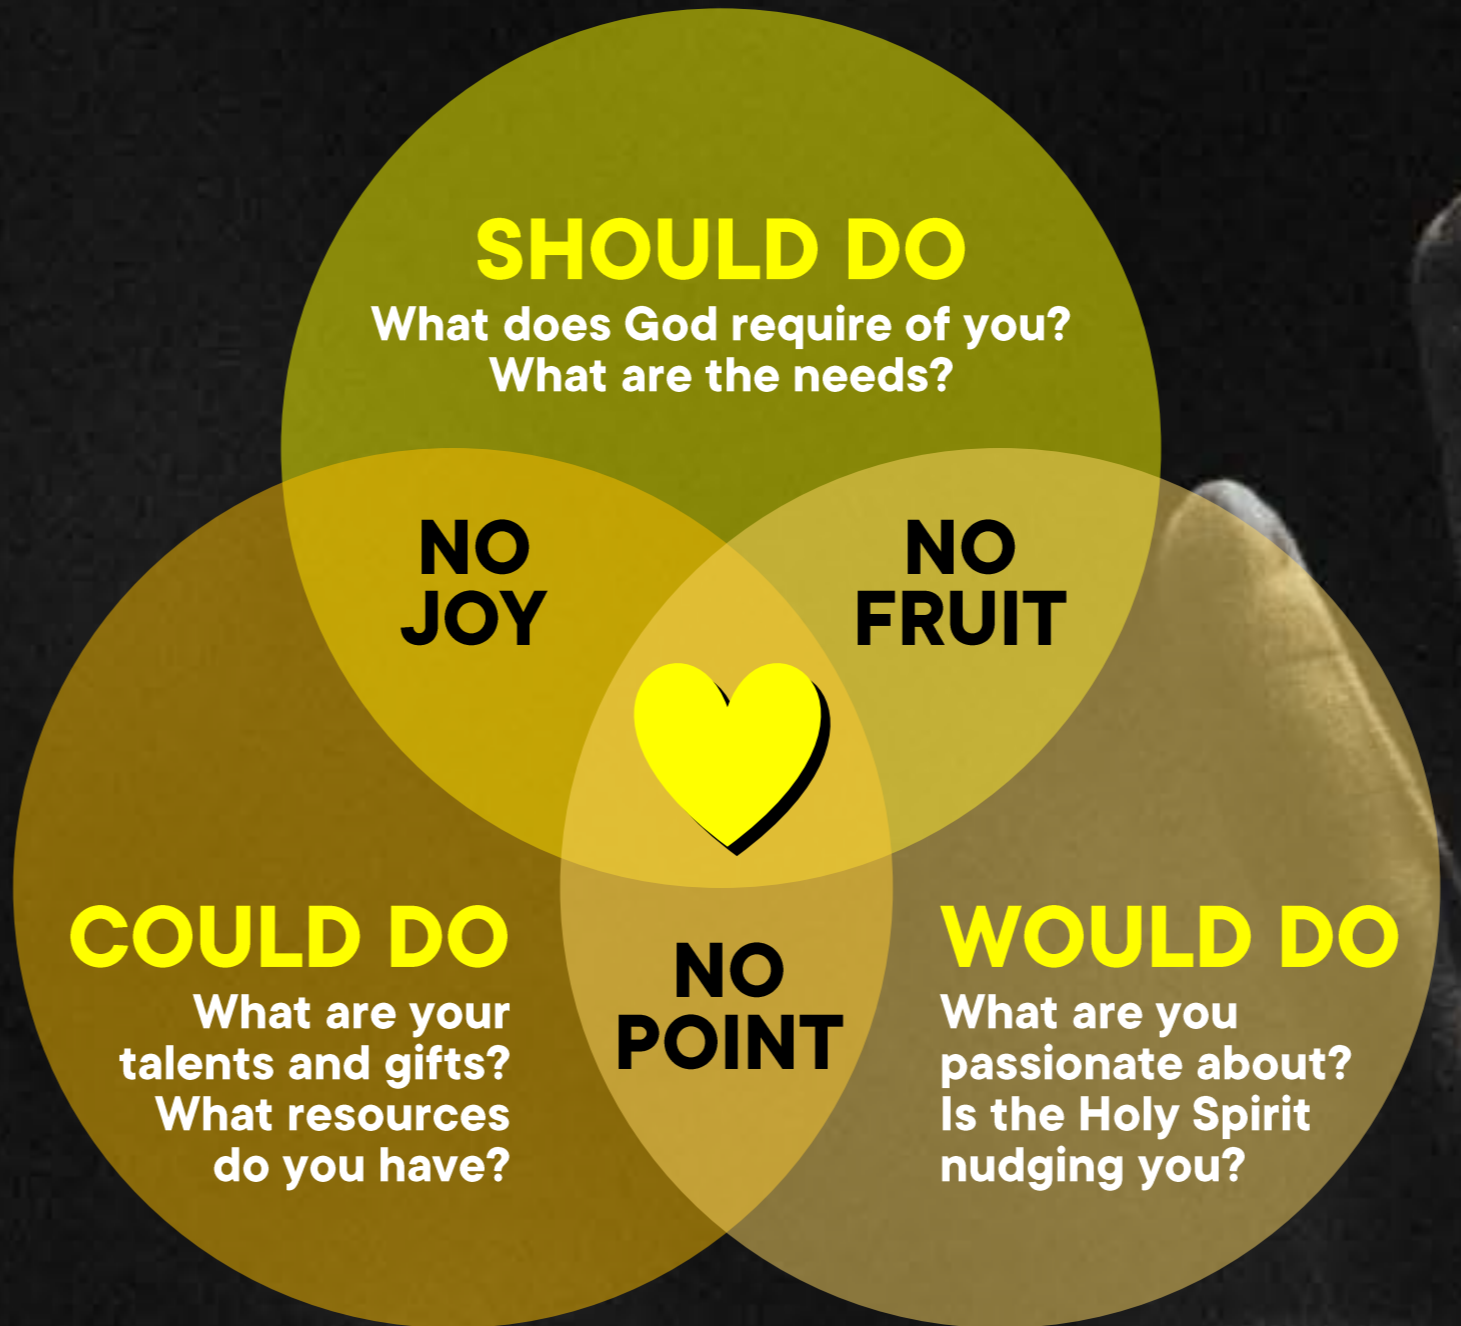 SHOULD DO
What does God require of you?
What are the needs?
NO
JOY
NO
FRUIT
COULD DO
What are your
talents and gifts?
What resources
do you have?
NO
POINT
WOULD DO
What are you
passionate about?
Is the Holy Spirit
nudging you?